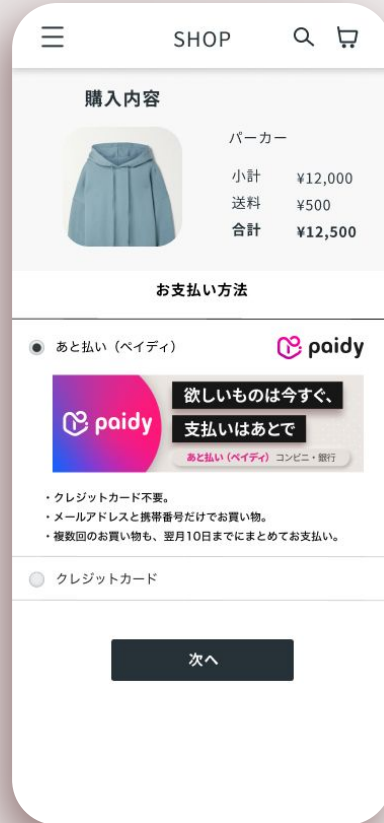 SHOP
購入内容
パーカー
小計 ¥12,000
送料 ¥500
合計 ¥12,500
お支払い方法
あと払い（ペイディ）
paidy
paidy
欲しいものは今すぐ、
支払いはあとで
あと払い（ペイディ）コンビニ・銀行
・クレジットカード不要。
・メールアドレスと携帯番号だけでお買い物。
・複数回のお買い物も、翌月10日までにまとめてお支払い。
クレジットカード
次へ